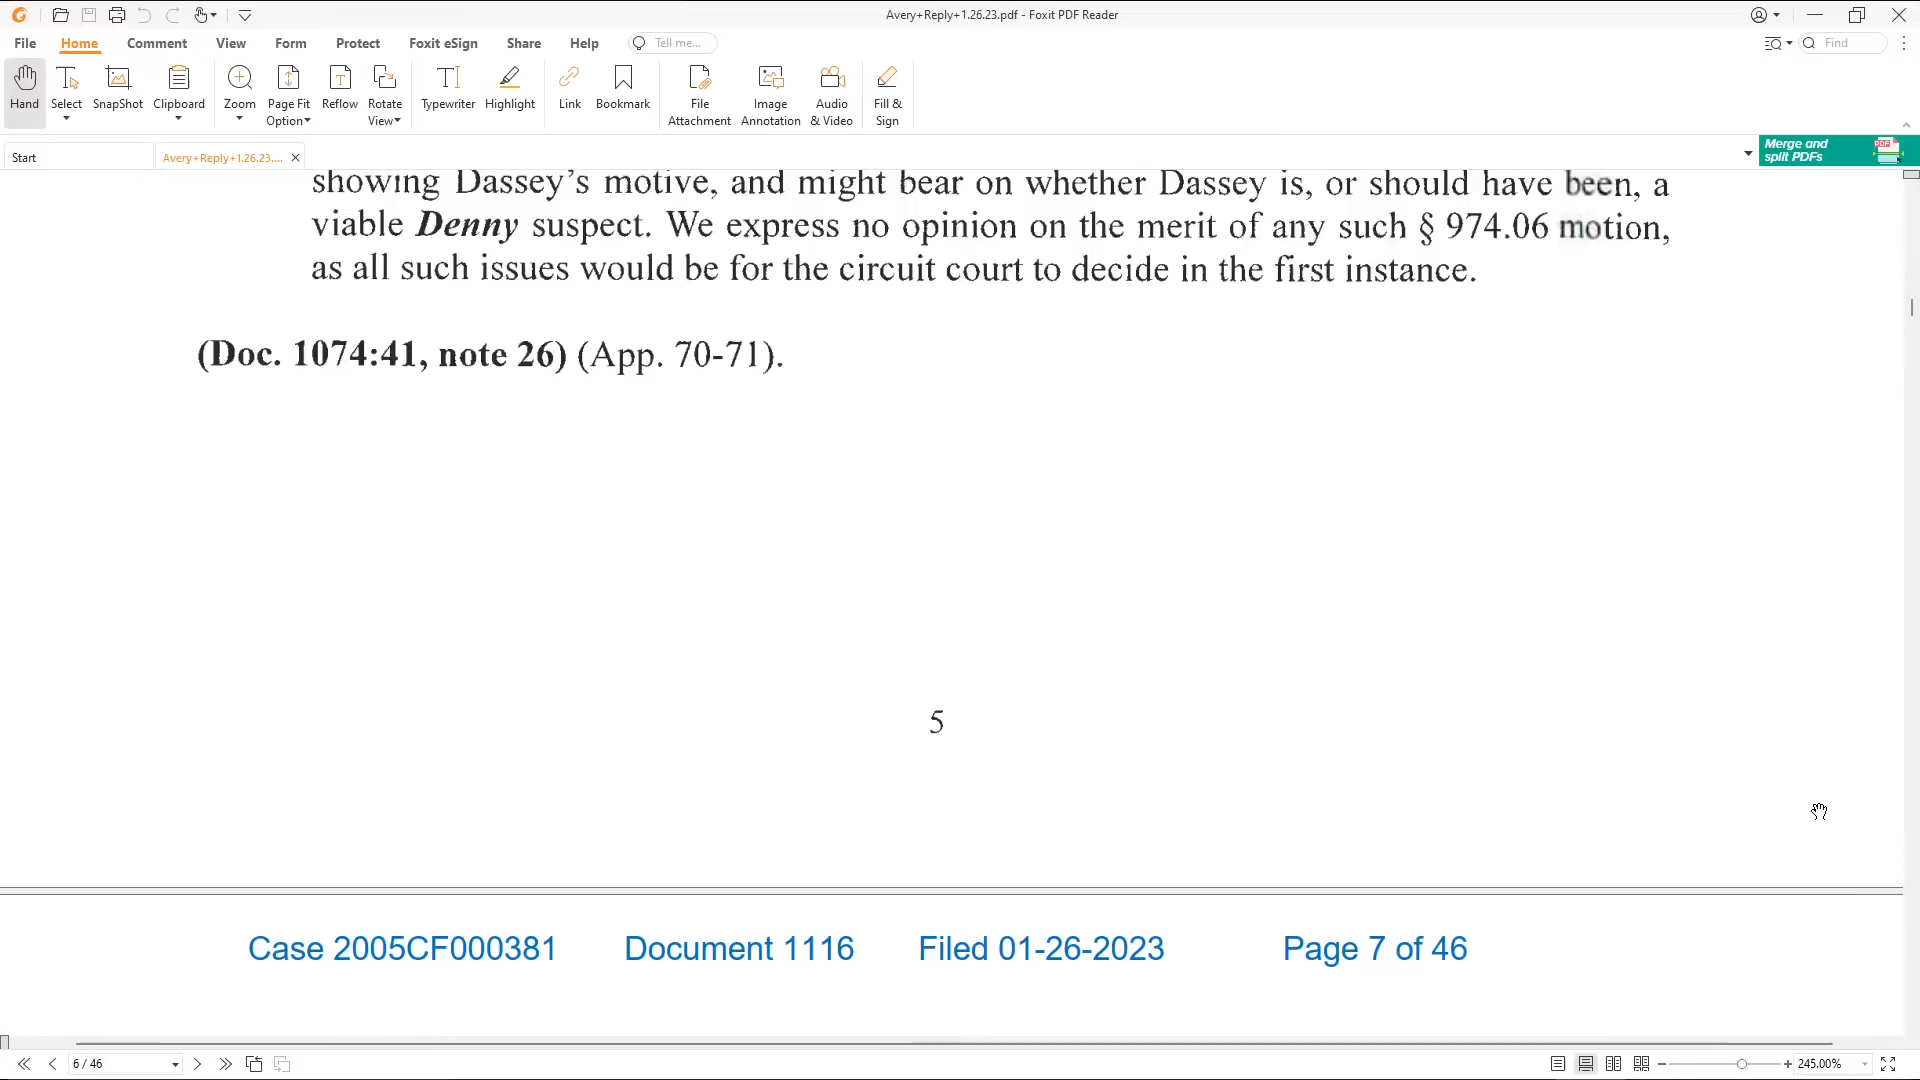 Avery+Reply+1.26.23.pdf - Foxit PDF Reader
File Home Comment View Form Protect Foxit eSign Share Help Tell me... Find
Hand Select SnapShot Clipboard Zoom Page Fit Option Reflow Rotate View Typewriter Highlight Link Bookmark File Attachment Image Annotation Audio & Video Fill & Sign
Start Avery+Reply+1.26.23.... Merge and split PDFs
showing Dassey's motive, and might bear on whether Dassey is, or should have been, a
viable Denny suspect. We express no opinion on the merit of any such § 974.06 motion,
as all such issues would be for the circuit court to decide in the first instance.
(Doc. 1074:41, note 26) (App. 70-71).
5
Case 2005CF000381 Document 1116 Filed 01-26-2023 Page 7 of 46
6 / 46 245.00%